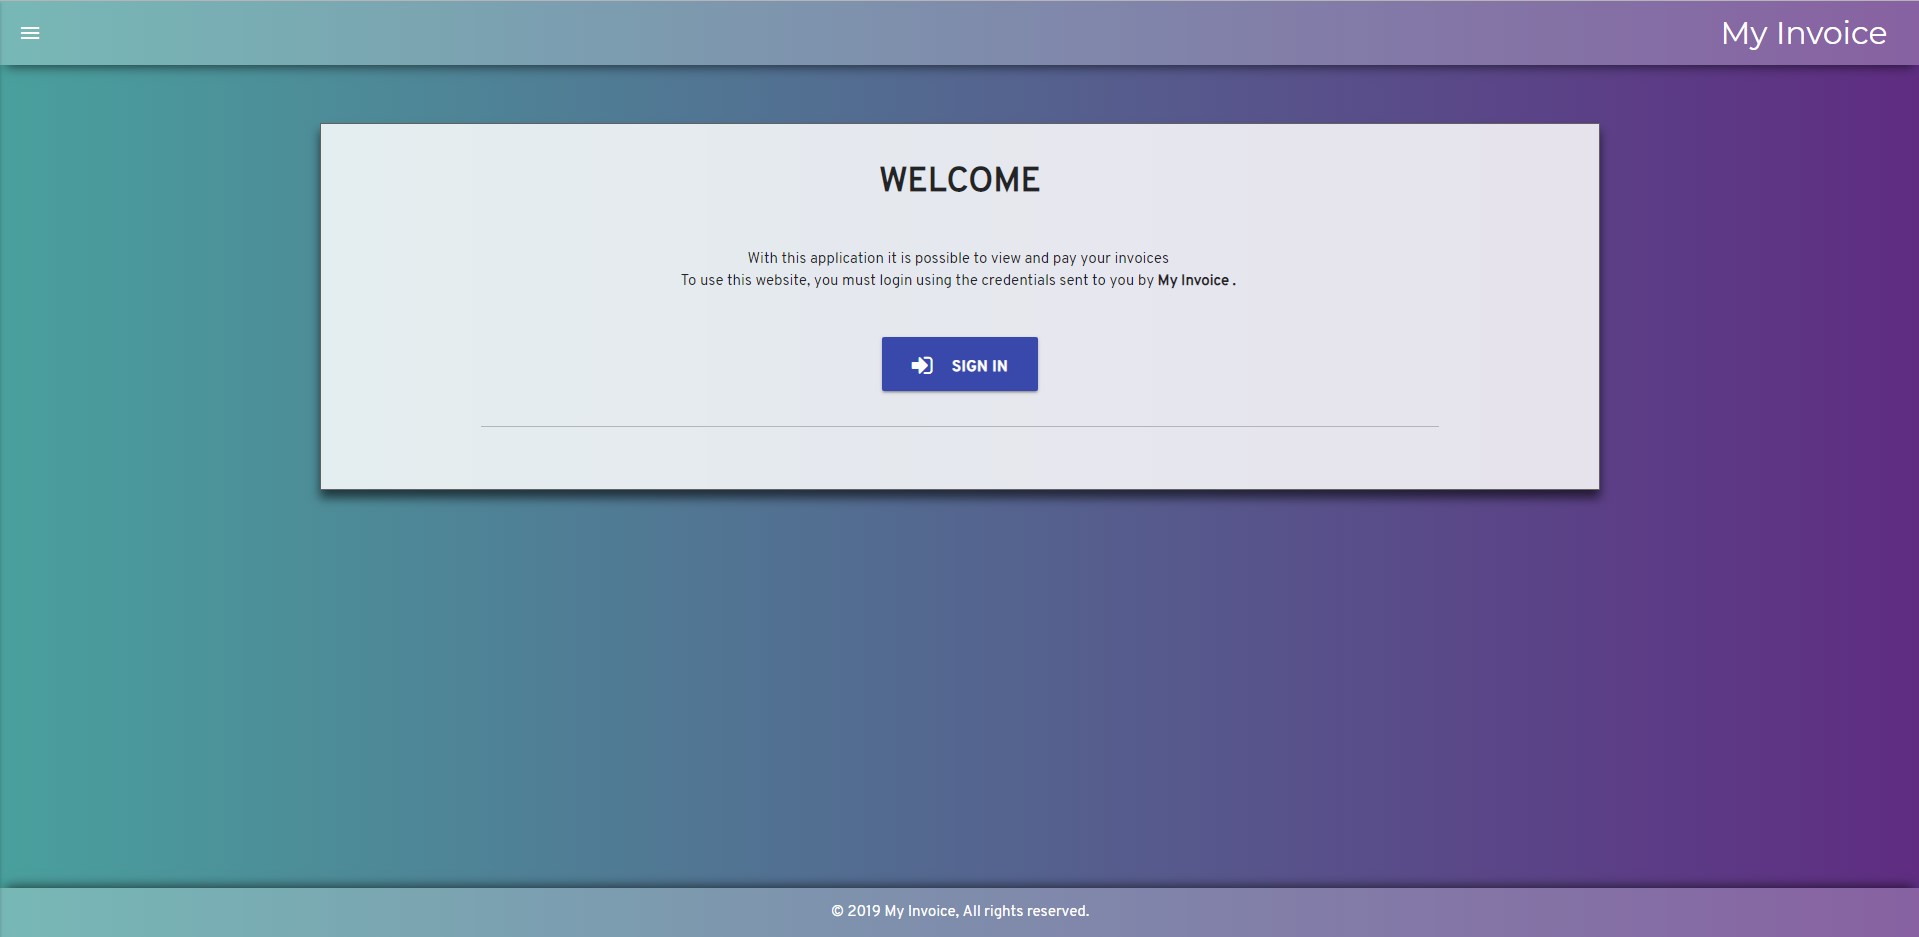 My Invoice
WELCOME
With this application it is possible to view and pay your invoices
To use this website, you must login using the credentials sent to you by My Invoice .
SIGN IN
© 2019 My Invoice, All rights reserved.